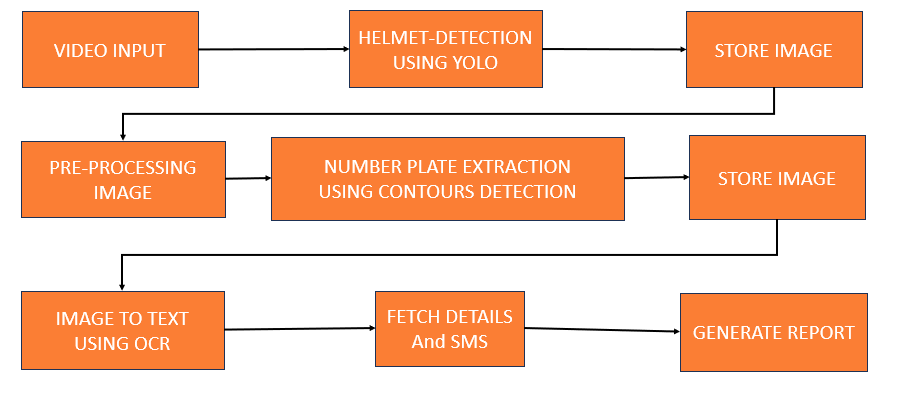 VIDEO INPUT
HELMET-DETECTION
USING YOLO
STORE IMAGE
PRE-PROCESSING
IMAGE
NUMBER PLATE EXTRACTION
USING CONTOURS DETECTION
STORE IMAGE
IMAGE TO TEXT
USING OCR
FETCH DETAILS
And SMS
GENERATE REPORT